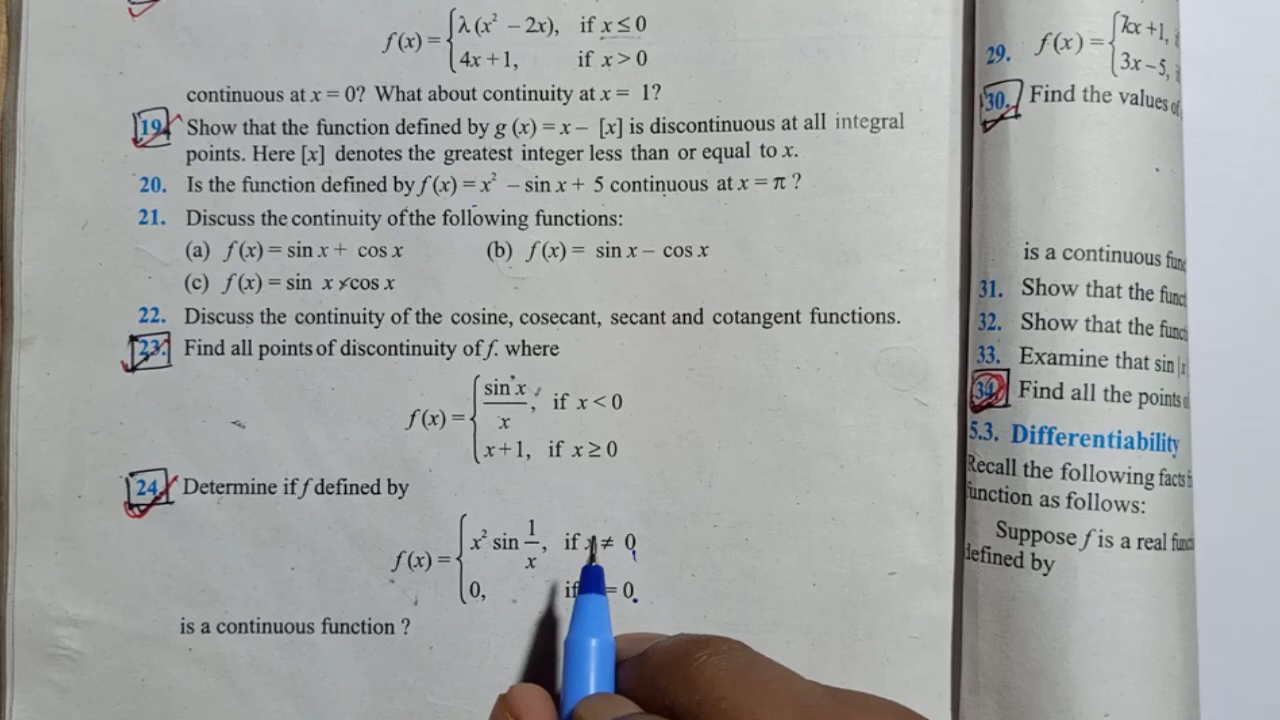 f(x) = { λ(x² – 2x), if x ≤ 0
4x + 1, if x > 0
continuous at x = 0? What about continuity at x = 1?
19. Show that the function defined by g (x) = x – [x] is discontinuous at all integral
points. Here [x] denotes the greatest integer less than or equal to x.
20. Is the function defined by f (x) = x² – sin x + 5 continuous at x = π ?
21. Discuss the continuity of the following functions:
(a) f (x) = sin x + cos x (b) f (x) = sin x – cos x
(c) f (x) = sin x . cos x
22. Discuss the continuity of the cosine, cosecant, secant and cotangent functions.
23. Find all points of discontinuity of f. where
f (x) = { sin x / x, if x < 0
x + 1, if x ≥ 0
24. Determine if f defined by
f (x) = { x² sin 1/x, if x ≠ 0
0, if = 0
is a continuous function ?
29. f (x) = { kx + 1,
3x – 5,
30. Find the values
is a continuous
31. Show that the
32. Show that the
33. Examine that sin |x|
34. Find all the points
5.3. Differentiability
Recall the following facts
function as follows:
Suppose f is a real
defined by